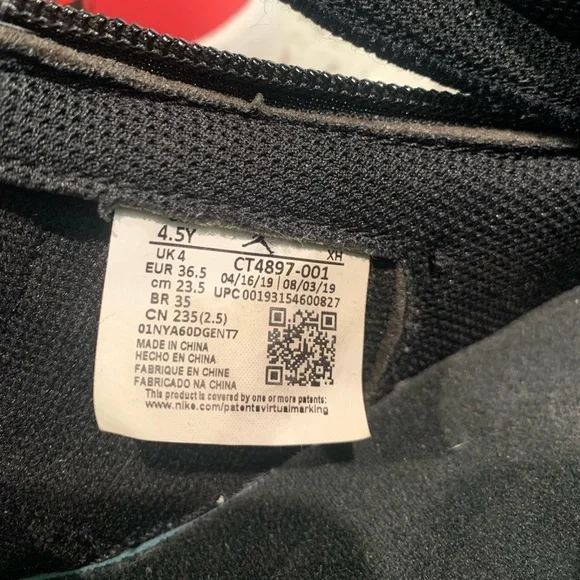 4.5Y
XH
UK 4
CT4897-001
EUR 36.5
04/16/19 | 08/03/19
cm 23.5
UPC 00193154600827
BR 35
CN 235(2.5)
01NYA60DGENT7
MADE IN CHINA
HECHO EN CHINA
FABRIQUE EN CHINE
FABRICADO NA CHINA
This product is covered by one or more patents:
www.nike.com/patentsvirtualmarking